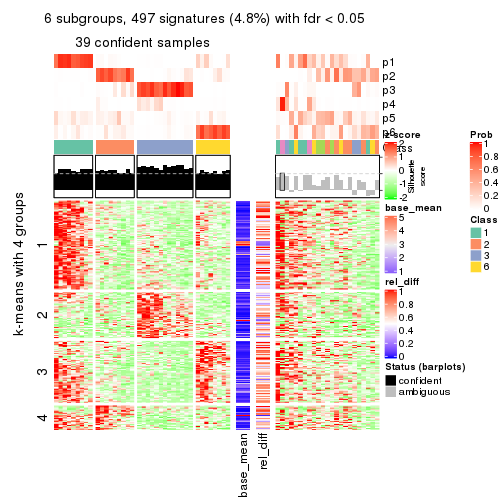 6 subgroups, 497 signatures (4.8%) with fdr < 0.05
39 confident samples
p1
p2
p3
p4
p5
p6
Class
z-score
2
1
0
-1
-2
Silhouette
score
Prob
1
0.8
0.6
0.4
0.2
0
Class
1
2
3
6
base_mean
5
4
3
2
1
rel_diff
1
0.8
0.6
0.4
0.2
0
Status (barplots)
confident
ambiguous
k-means with 4 groups
1
2
3
4
base_mean
rel_diff